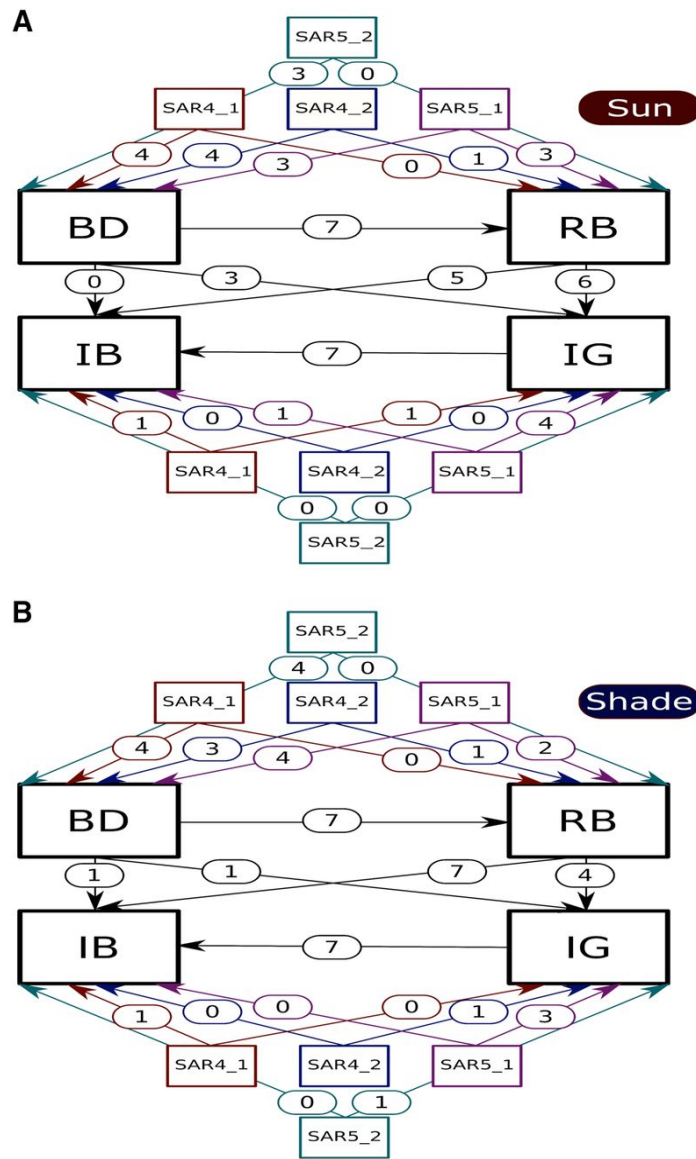 A
SAR5_2
3 0
SAR4_1 SAR4_2 SAR5_1 Sun
4 4 3 0 1 3
BD 7 RB
0 3 5 6
IB 7 IG
1 0 1 1 0 4
SAR4_1 SAR4_2 SAR5_1
0 0
SAR5_2
B
SAR5_2
4 0
SAR4_1 SAR4_2 SAR5_1 Shade
4 3 4 0 1 2
BD 7 RB
1 1 7 4
IB 7 IG
1 0 0 0 1 3
SAR4_1 SAR4_2 SAR5_1
0 1
SAR5_2